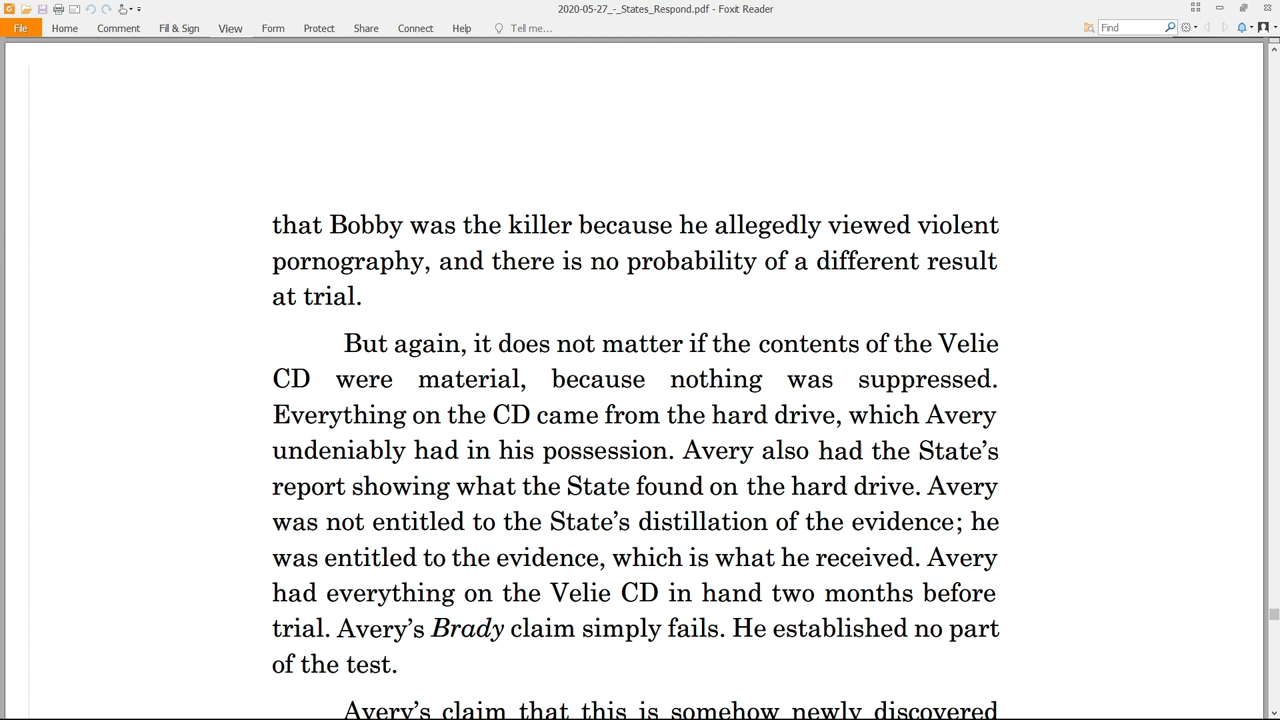 2020-05-27_-_States_Respond.pdf - Foxit Reader
File Home Comment Fill & Sign View Form Protect Share Connect Help Tell me... Find
that Bobby was the killer because he allegedly viewed violent
pornography, and there is no probability of a different result
at trial.
But again, it does not matter if the contents of the Velie
CD were material, because nothing was suppressed.
Everything on the CD came from the hard drive, which Avery
undeniably had in his possession. Avery also had the State's
report showing what the State found on the hard drive. Avery
was not entitled to the State's distillation of the evidence; he
was entitled to the evidence, which is what he received. Avery
had everything on the Velie CD in hand two months before
trial. Avery's Brady claim simply fails. He established no part
of the test.
Avery's claim that this is somehow newly discovered